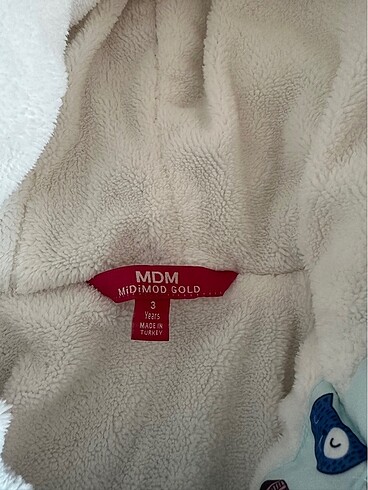 MDM
MiDiMOD GOLD
3
Years
MADE IN
TURKEY